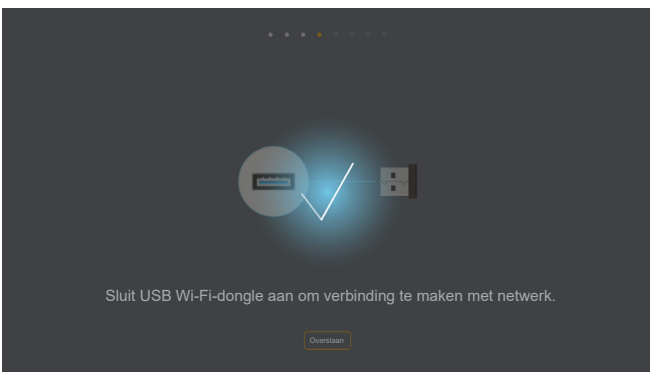 Sluit USB Wi-Fi-dongle aan om verbinding te maken met netwerk.
Overslaan